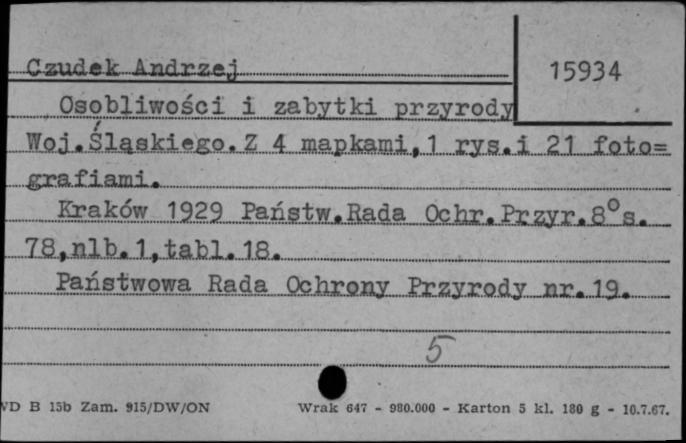 Czudek Andrzej
15934
Osobliwości i zabytki przyrody
Woj.Śląskiego.Z 4 mapkami,1 rys.i 21 foto=
grafiami.
Kraków 1929 Państw.Rada Ochr.Przyr.8°s.
78,nlb.1,tabl.18.
Państwowa Rada Ochrony Przyrody nr.19.
5
VD B 15b Zam. 915/DW/ON Wrak 647 - 980.000 - Karton 5 kl. 180 g - 10.7.67.